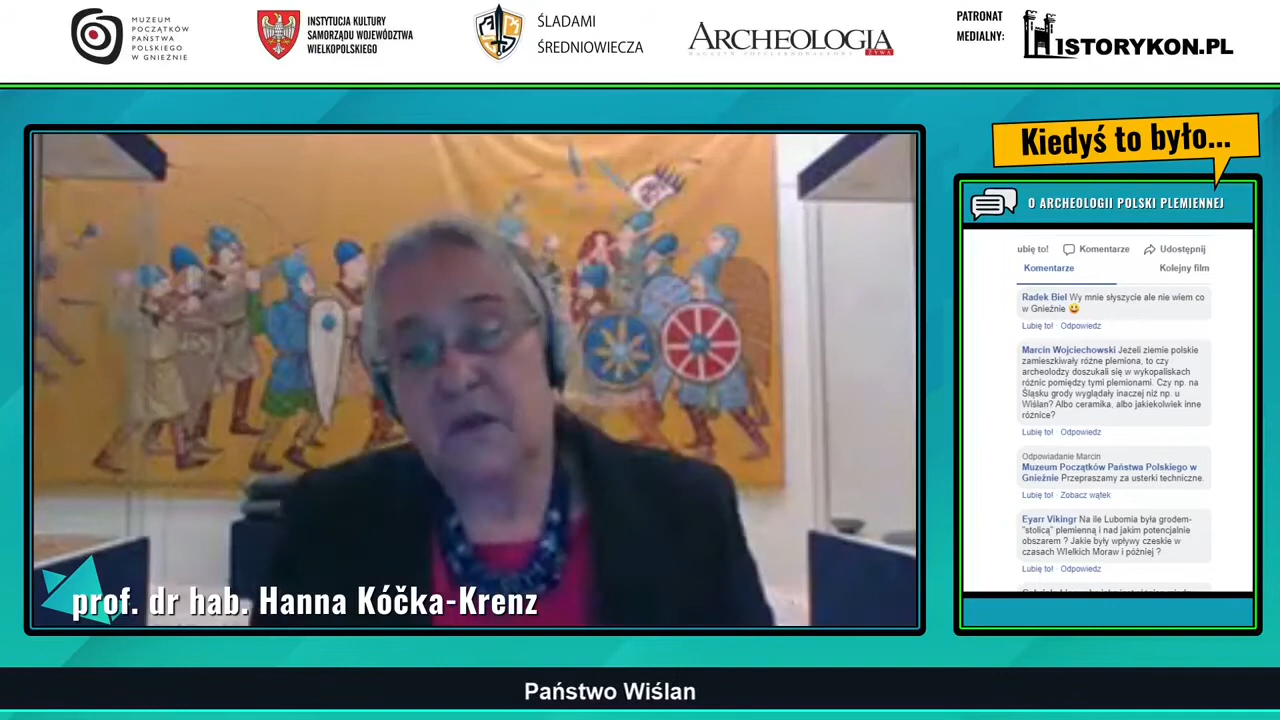 MUZEUM
POCZĄTKÓW
PAŃSTWA
POLSKIEGO
W GNIEŹNIE
INSTYTUCJA KULTURY
SAMORZĄDU WOJEWÓDZTWA
WIELKOPOLSKIEGO
ŚLADAMI
ŚREDNIOWIECZA
ARCHEOLOGIA
ŻYWA
PATRONAT
MEDIALNY:
HISTORYKON.PL
Kiedyś to było...
O ARCHEOLOGII POLSKI PLEMIENNEJ
ubię to! Komentarze Udostępnij
Komentarze Kolejny film
Radek Biel Wy mnie słyszycie ale nie wiem co
w Gnieźnie
Lubię to! · Odpowiedz
Marcin Wojciechowski Jeżeli ziemie polskie
zamieszkiwały różne plemiona, to czy
archeolodzy doszukali się w wykopaliskach
różnic pomiędzy tymi plemionami. Czy np. na
Śląsku grody wyglądały inaczej niż np. u
Wiślan? Albo ceramika, albo jakiekolwiek inne
różnice?
Lubię to! · Odpowiedz
Odpowiadanie Marcin
Muzeum Początków Państwa Polskiego w
Gnieźnie Przepraszamy za usterki techniczne.
Lubię to! · Zobacz wątek
Eyarr Vikingr Na ile Lubomia była grodem-
"stolicą" plemienną i nad jakim potencjalnie
obszarem ? Jakie były wpływy czeskie w
czasach WIelkich Moraw i później ?
Lubię to! · Odpowiedz
prof. dr hab. Hanna Kóčka-Krenz
Państwo Wiślan